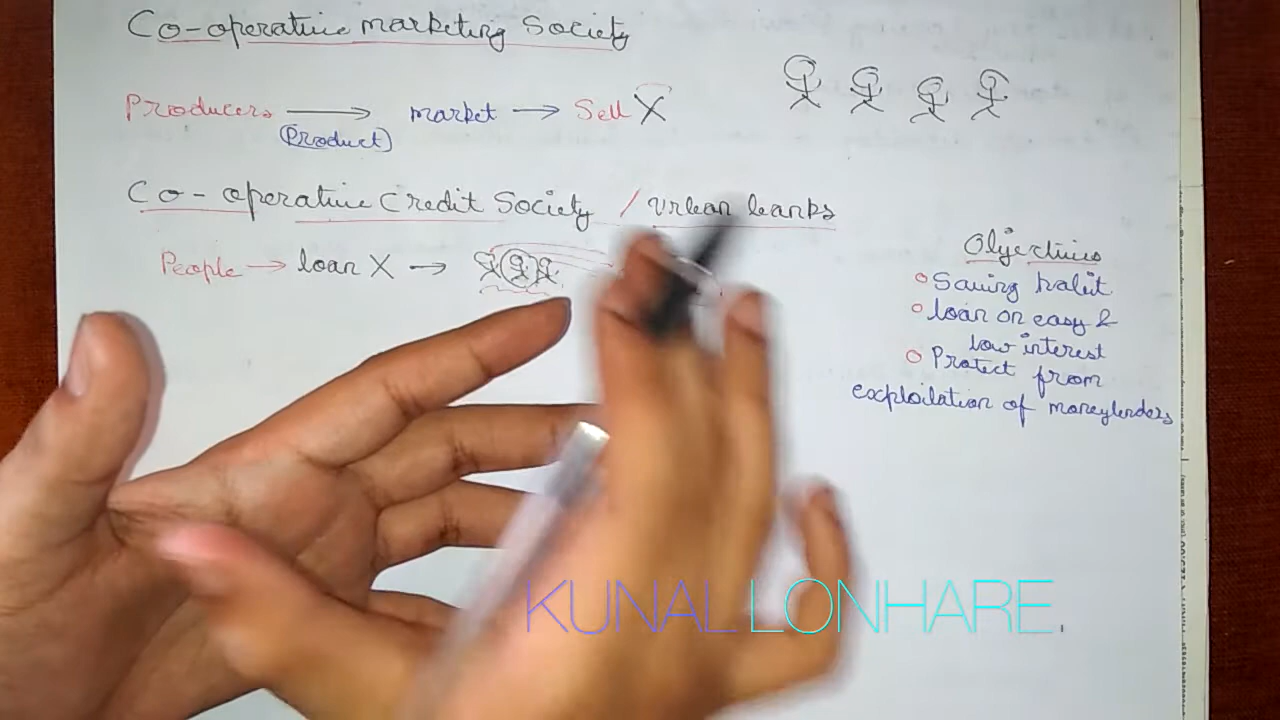 Co-operative marketing Society
Producers → market → Sell X
(Product)
Co-operative Credit Society / Urban banks
People → loan X →
Objectives
Saving habit
loan on easy &
low interest
Protect from
exploilation of moneylenders
KUNAL LONHARE.